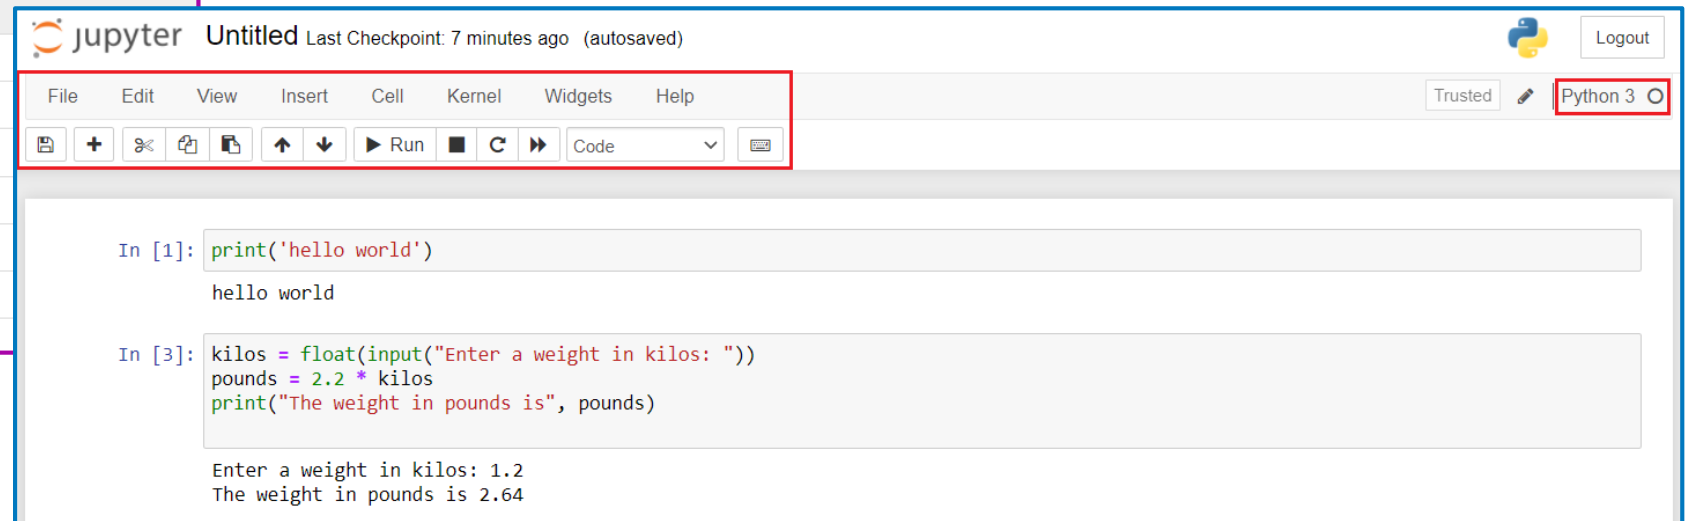 jupyter Untitled Last Checkpoint: 7 minutes ago (autosaved)
Logout
File Edit View Insert Cell Kernel Widgets Help
Trusted Python 3
Run Code
In [1]: print('hello world')
hello world
In [3]: kilos = float(input("Enter a weight in kilos: "))
pounds = 2.2 * kilos
print("The weight in pounds is", pounds)
Enter a weight in kilos: 1.2
The weight in pounds is 2.64